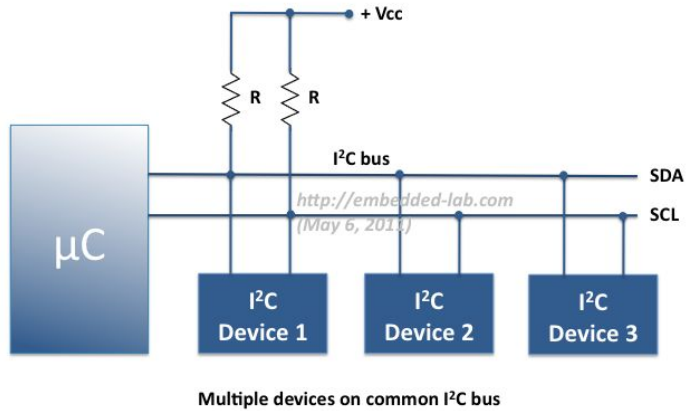 + Vcc
R
R
I²C bus
SDA
http://embedded-lab.com
SCL
(May 6, 2011)
µC
I²C
Device 1
I²C
Device 2
I²C
Device 3
Multiple devices on common I²C bus